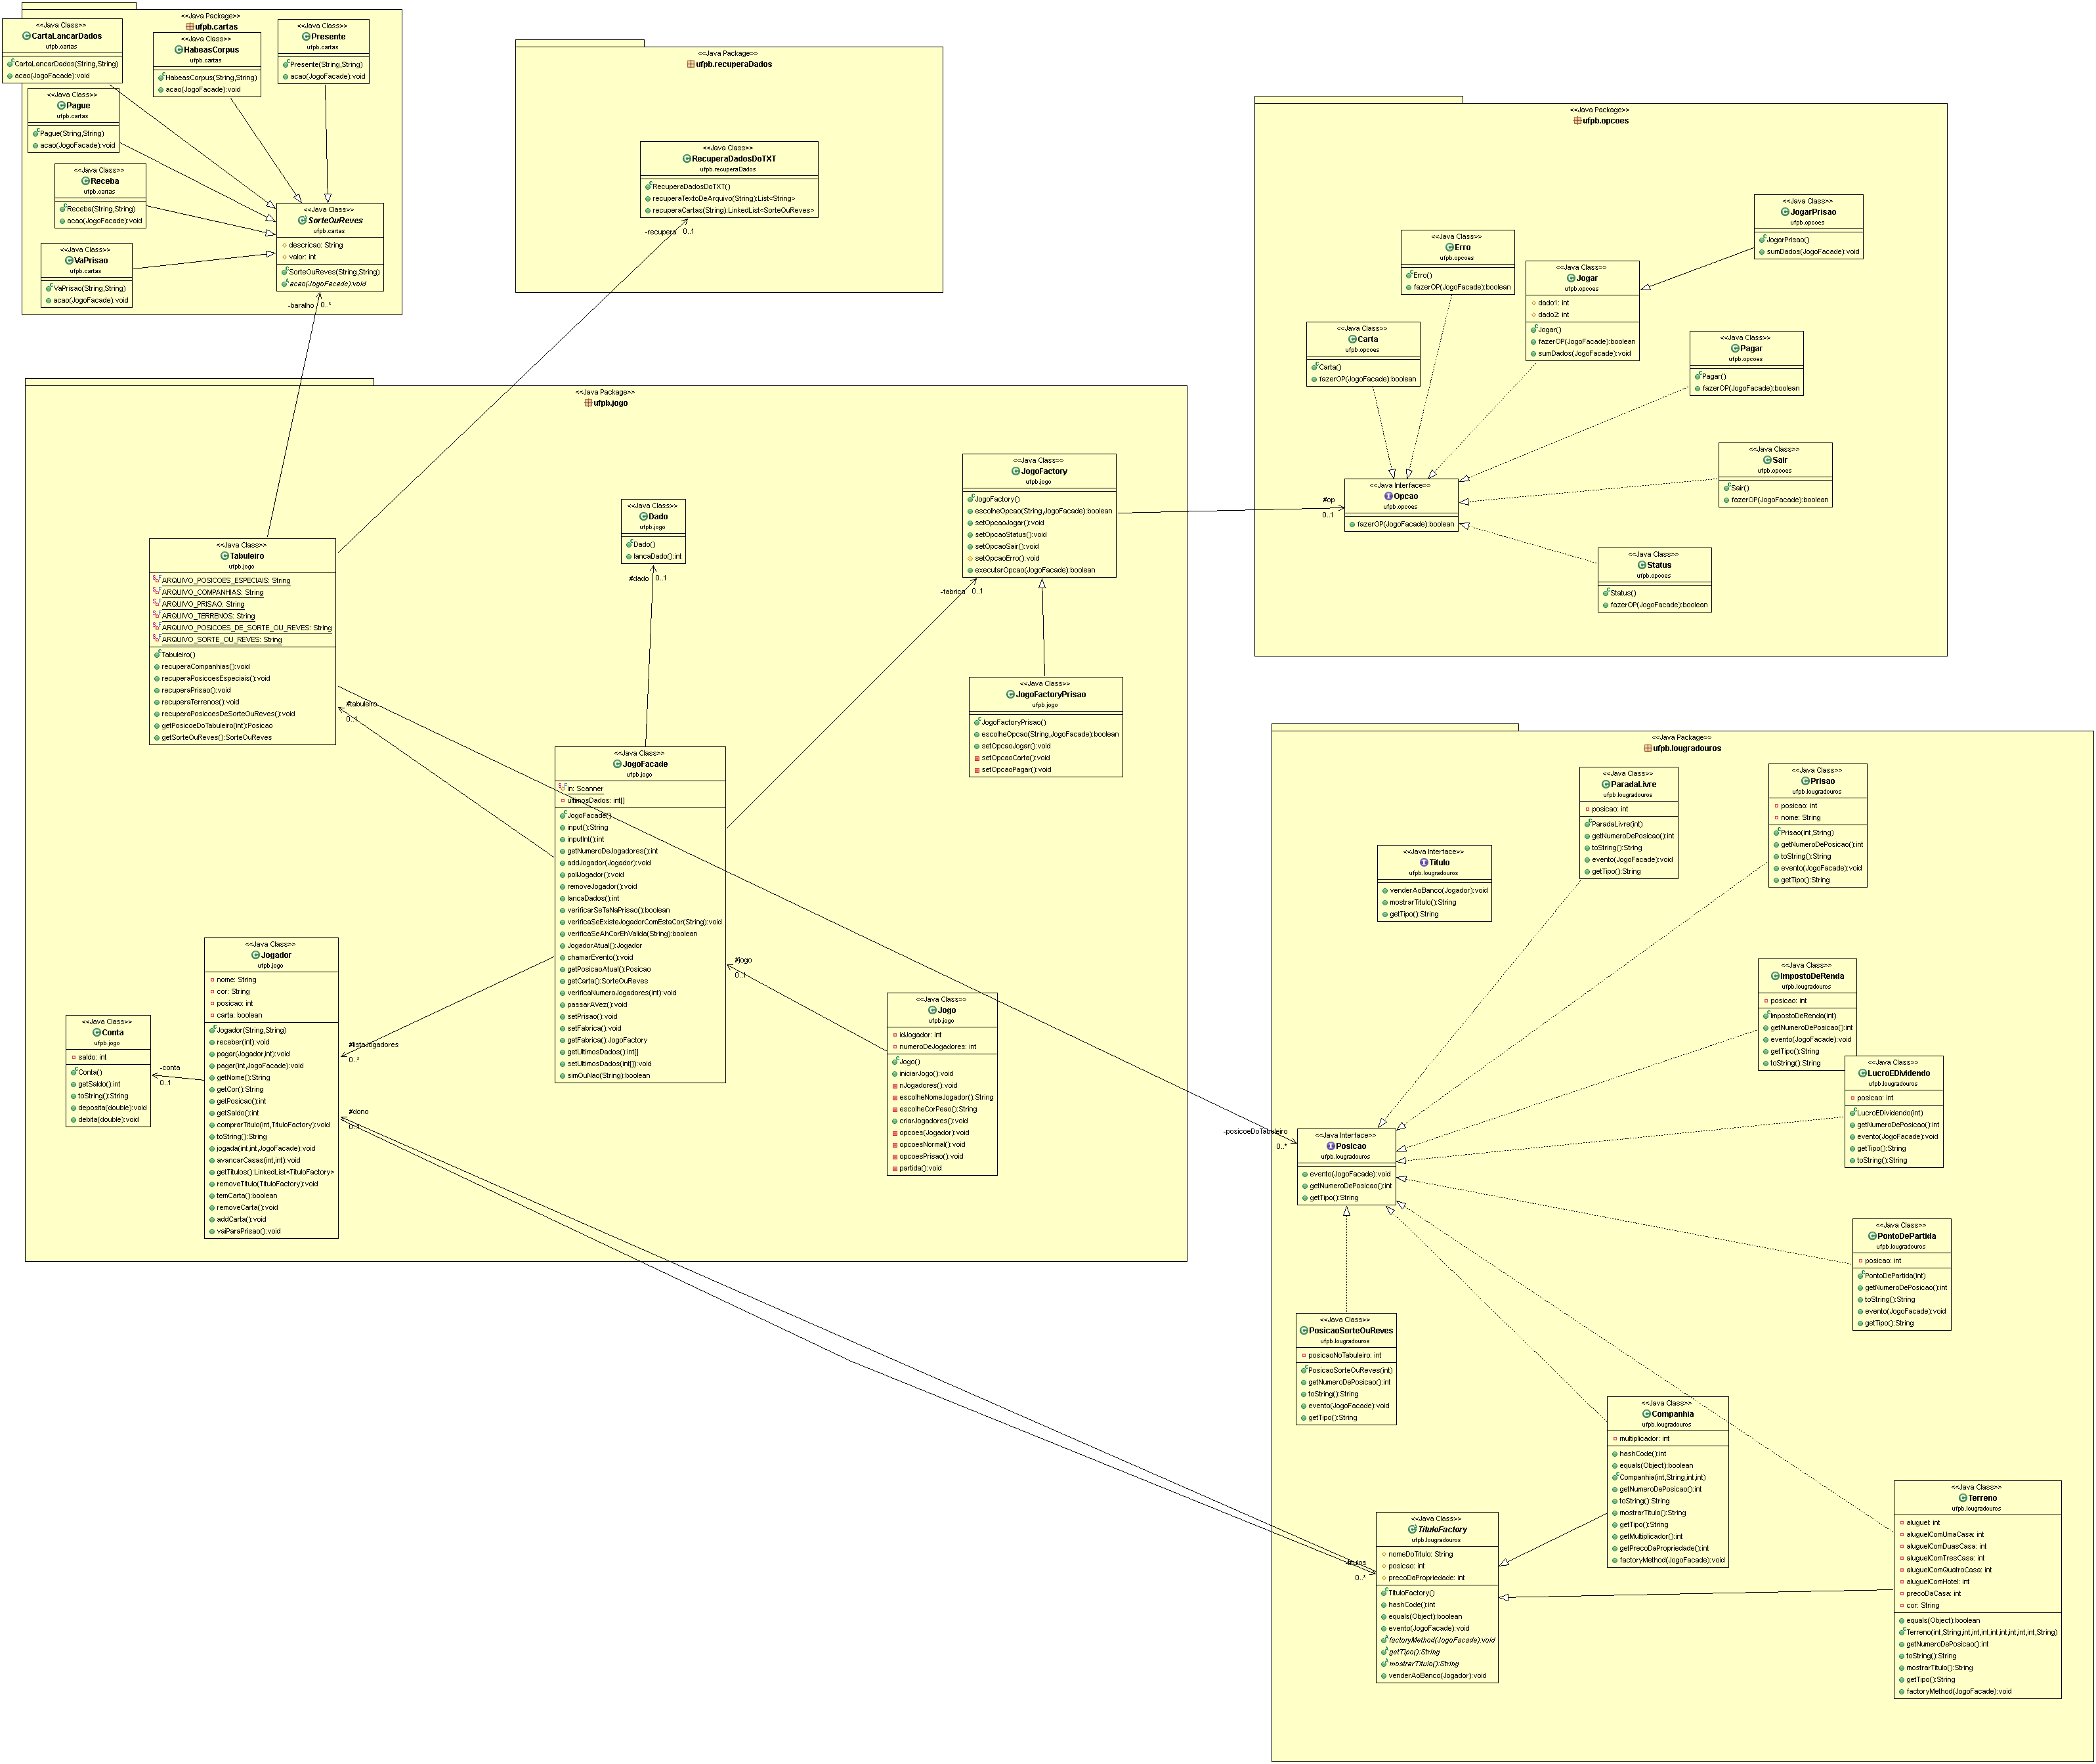 <<Java Package>>
ufpb.cartas
<<Java Class>>
CartaLancarDados
ufpb.cartas
CartaLancarDados(String,String)
acao(JogoFacade):void
<<Java Class>>
HabeasCorpus
ufpb.cartas
HabeasCorpus(String,String)
acao(JogoFacade):void
<<Java Class>>
Presente
ufpb.cartas
Presente(String,String)
acao(JogoFacade):void
<<Java Class>>
Pague
ufpb.cartas
Pague(String,String)
acao(JogoFacade):void
<<Java Class>>
Receba
ufpb.cartas
Receba(String,String)
acao(JogoFacade):void
<<Java Class>>
VaPrisao
ufpb.cartas
VaPrisao(String,String)
acao(JogoFacade):void
<<Java Class>>
SorteOuReves
ufpb.cartas
descricao: String
valor: int
SorteOuReves(String,String)
acao(JogoFacade):void
-baralho
0..*
<<Java Package>>
ufpb.recuperaDados
<<Java Class>>
RecuperaDadosDoTXT
ufpb.recuperaDados
RecuperaDadosDoTXT()
recuperaTextoDeArquivo(String):List<String>
recuperaCartas(String):LinkedList<SorteOuReves>
-recupera
0..1
<<Java Package>>
ufpb.opcoes
<<Java Class>>
JogarPrisao
ufpb.opcoes
JogarPrisao()
sumDados(JogoFacade):void
<<Java Class>>
Erro
ufpb.opcoes
Erro()
fazerOP(JogoFacade):boolean
<<Java Class>>
Jogar
ufpb.opcoes
dado1: int
dado2: int
Jogar()
fazerOP(JogoFacade):boolean
sumDados(JogoFacade):void
<<Java Class>>
Carta
ufpb.opcoes
Carta()
fazerOP(JogoFacade):boolean
<<Java Class>>
Pagar
ufpb.opcoes
Pagar()
fazerOP(JogoFacade):boolean
<<Java Class>>
Sair
ufpb.opcoes
Sair()
fazerOP(JogoFacade):boolean
<<Java Interface>>
Opcao
ufpb.opcoes
fazerOP(JogoFacade):boolean
#op
0..1
<<Java Class>>
Status
ufpb.opcoes
Status()
fazerOP(JogoFacade):boolean
<<Java Package>>
ufpb.jogo
<<Java Class>>
JogoFactory
ufpb.jogo
JogoFactory()
escolheOpcao(String,JogoFacade):boolean
setOpcaoJogar():void
setOpcaoStatus():void
setOpcaoSair():void
setOpcaoErro():void
executarOpcao(JogoFacade):boolean
-fabrica
0..1
<<Java Class>>
Dado
ufpb.jogo
Dado()
lancaDado():int
#dado
0..1
<<Java Class>>
Tabuleiro
ufpb.jogo
ARQUIVO_POSICOES_ESPECIAIS: String
ARQUIVO_COMPANHIAS: String
ARQUIVO_PRISAO: String
ARQUIVO_TERRENOS: String
ARQUIVO_POSICOES_DE_SORTE_OU_REVES: String
ARQUIVO_SORTE_OU_REVES: String
Tabuleiro()
recuperaCompanhias():void
recuperaPosicoesEspeciais():void
recuperaPrisao():void
recuperaTerrenos():void
recuperaPosicoesDeSorteOuReves():void
getPosicoeDoTabuleiro(int):Posicao
getSorteOuReves():SorteOuReves
#tabuleiro
0..1
<<Java Class>>
JogoFactoryPrisao
ufpb.jogo
JogoFactoryPrisao()
escolheOpcao(String,JogoFacade):boolean
setOpcaoJogar():void
setOpcaoCarta():void
setOpcaoPagar():void
<<Java Class>>
JogoFacade
ufpb.jogo
in: Scanner
ultimosDados: int[]
JogoFacade()
input():String
inputInt():int
getNumeroDeJogadores():int
addJogador(Jogador):void
pollJogador():void
removeJogador():void
lancaDados():int
verificarSeTaNaPrisao():boolean
verificaSeExisteJogadorComEstaCor(String):void
verificaSeAhCorEhValida(String):boolean
JogadorAtual():Jogador
chamarEvento():void
getPosicaoAtual():Posicao
getCarta():SorteOuReves
verificaNumeroJogadores(int):void
passarAVez():void
setPrisao():void
setFabrica():void
getFabrica():JogoFactory
getUltimosDados():int[]
setUltimosDados(int[]):void
simOuNao(String):boolean
<<Java Class>>
Jogador
ufpb.jogo
nome: String
cor: String
posicao: int
carta: boolean
Jogador(String,String)
receber(int):void
pagar(Jogador,int):void
pagar(int,JogoFacade):void
getNome():String
getCor():String
getPosicao():int
getSaldo():int
comprarTitulo(int,TituloFactory):void
toString():String
jogada(int,int,JogoFacade):void
avancarCasas(int,int):void
getTitulos():LinkedList<TituloFactory>
removeTitulo(TituloFactory):void
temCarta():boolean
removeCarta():void
addCarta():void
vaiParaPrisao():void
#listaJogadores
0..*
#dono
0..1
<<Java Class>>
Conta
ufpb.jogo
saldo: int
Conta()
getSaldo():int
toString():String
deposita(double):void
debita(double):void
-conta
0..1
#jogo
0..1
<<Java Class>>
Jogo
ufpb.jogo
idJogador: int
numeroDeJogadores: int
Jogo()
iniciarJogo():void
nJogadores():void
escolheNomeJogador():String
escolheCorPeao():String
criarJogadores():void
opcoes(Jogador):void
opcoesNormal():void
opcoesPrisao():void
partida():void
<<Java Package>>
ufpb.lougradouros
<<Java Class>>
ParadaLivre
ufpb.lougradouros
posicao: int
ParadaLivre(int)
getNumeroDePosicao():int
toString():String
evento(JogoFacade):void
getTipo():String
<<Java Class>>
Prisao
ufpb.lougradouros
posicao: int
nome: String
Prisao(int,String)
getNumeroDePosicao():int
toString():String
evento(JogoFacade):void
getTipo():String
<<Java Interface>>
Titulo
ufpb.lougradouros
venderAoBanco(Jogador):void
mostrarTitulo():String
getTipo():String
<<Java Class>>
ImpostoDeRenda
ufpb.lougradouros
posicao: int
ImpostoDeRenda(int)
getNumeroDePosicao():int
evento(JogoFacade):void
getTipo():String
toString():String
<<Java Class>>
LucroEDividendo
ufpb.lougradouros
posicao: int
LucroEDividendo(int)
getNumeroDePosicao():int
evento(JogoFacade):void
getTipo():String
toString():String
-posicoeDoTabuleiro
0..*
<<Java Interface>>
Posicao
ufpb.lougradouros
evento(JogoFacade):void
getNumeroDePosicao():int
getTipo():String
<<Java Class>>
PontoDePartida
ufpb.lougradouros
posicao: int
PontoDePartida(int)
getNumeroDePosicao():int
toString():String
evento(JogoFacade):void
getTipo():String
<<Java Class>>
PosicaoSorteOuReves
ufpb.lougradouros
posicaoNoTabuleiro: int
PosicaoSorteOuReves(int)
getNumeroDePosicao():int
toString():String
evento(JogoFacade):void
getTipo():String
<<Java Class>>
Companhia
ufpb.lougradouros
multiplicador: int
hashCode():int
equals(Object):boolean
Companhia(int,String,int,int)
getNumeroDePosicao():int
toString():String
mostrarTitulo():String
getTipo():String
getMultiplicador():int
getPrecoDaPropriedade():int
factoryMethod(JogoFacade):void
<<Java Class>>
TituloFactory
ufpb.lougradouros
nomeDoTitulo: String
posicao: int
precoDaPropriedade: int
TituloFactory()
hashCode():int
equals(Object):boolean
evento(JogoFacade):void
factoryMethod(JogoFacade):void
getTipo():String
mostrarTitulo():String
venderAoBanco(Jogador):void
-titulos
0..*
<<Java Class>>
Terreno
ufpb.lougradouros
aluguel: int
aluguelComUmaCasa: int
aluguelComDuasCasa: int
aluguelComTresCasa: int
aluguelComQuatroCasa: int
aluguelComHotel: int
precoDaCasa: int
cor: String
equals(Object):boolean
Terreno(int,String,int,int,int,int,int,int,int,int,String)
getNumeroDePosicao():int
toString():String
mostrarTitulo():String
getTipo():String
factoryMethod(JogoFacade):void